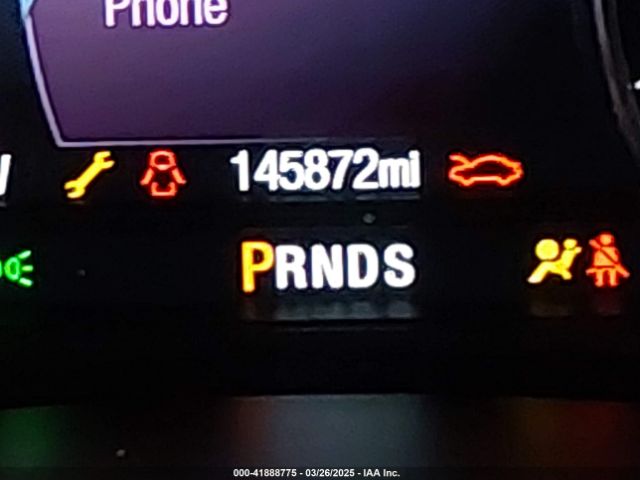 Phone
145872mi
PRNDS
000-41888775 - 03/26/2025 - IAA Inc.